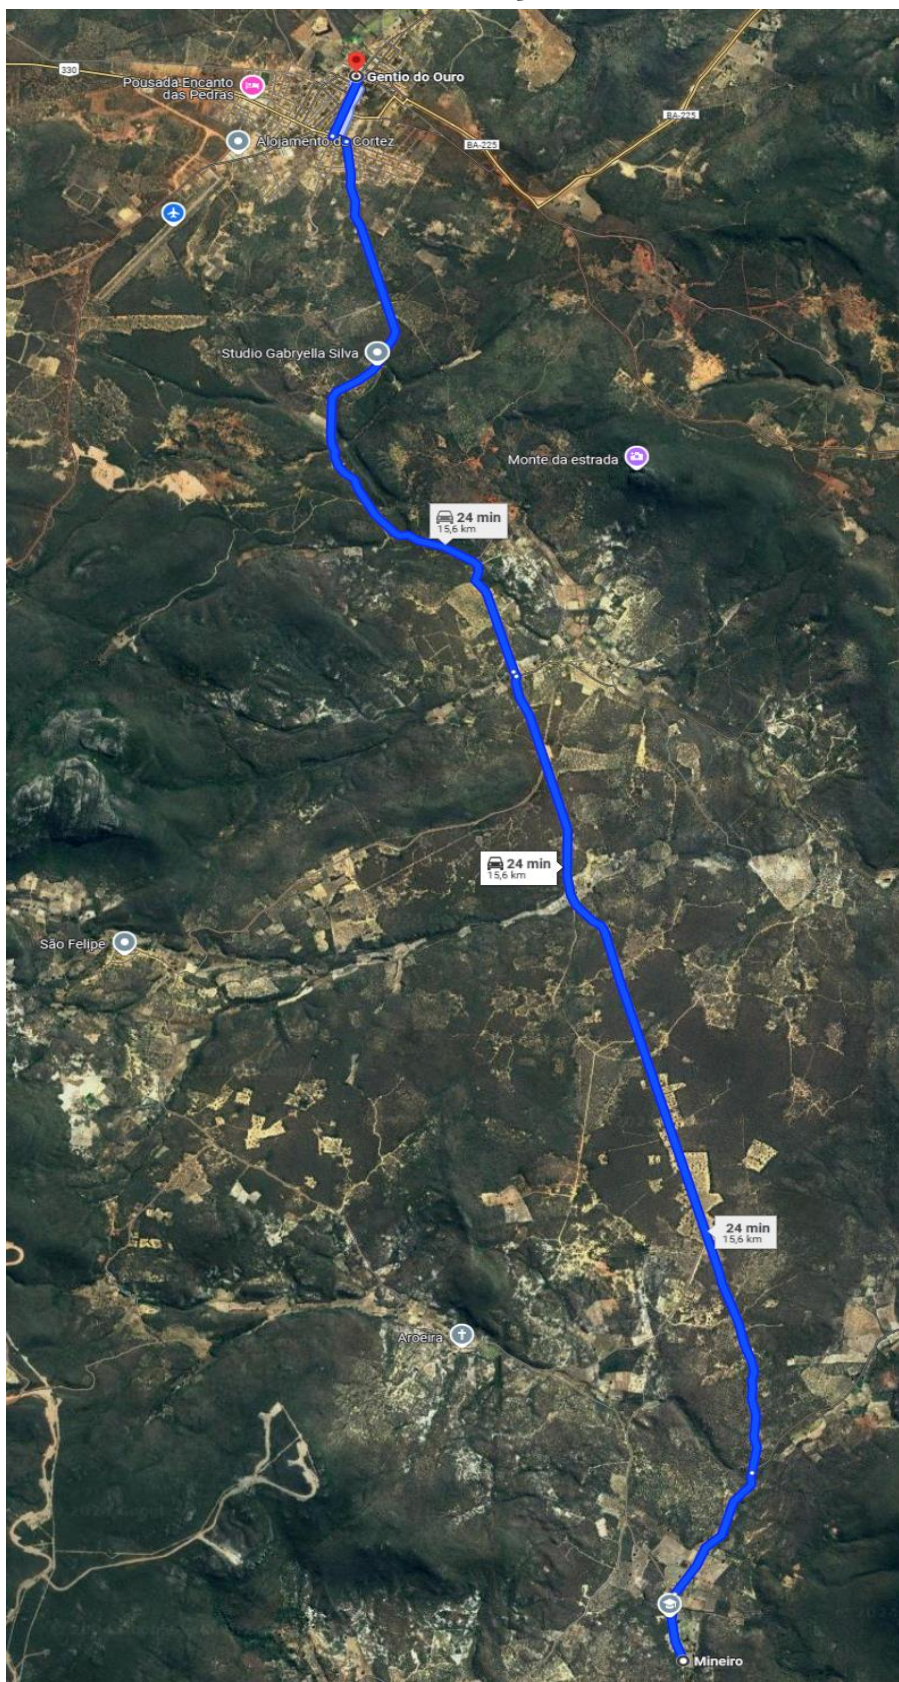 330
Gentio do Ouro
Pousada Encanto
das Pedras
BA-225
Alojamento do Cortez
BA-225
Studio Gabryella Silva
Monte da estrada
24 min
15,6 km
24 min
15,6 km
São Felipe
24 min
15,6 km
Aroeira
Mineiro